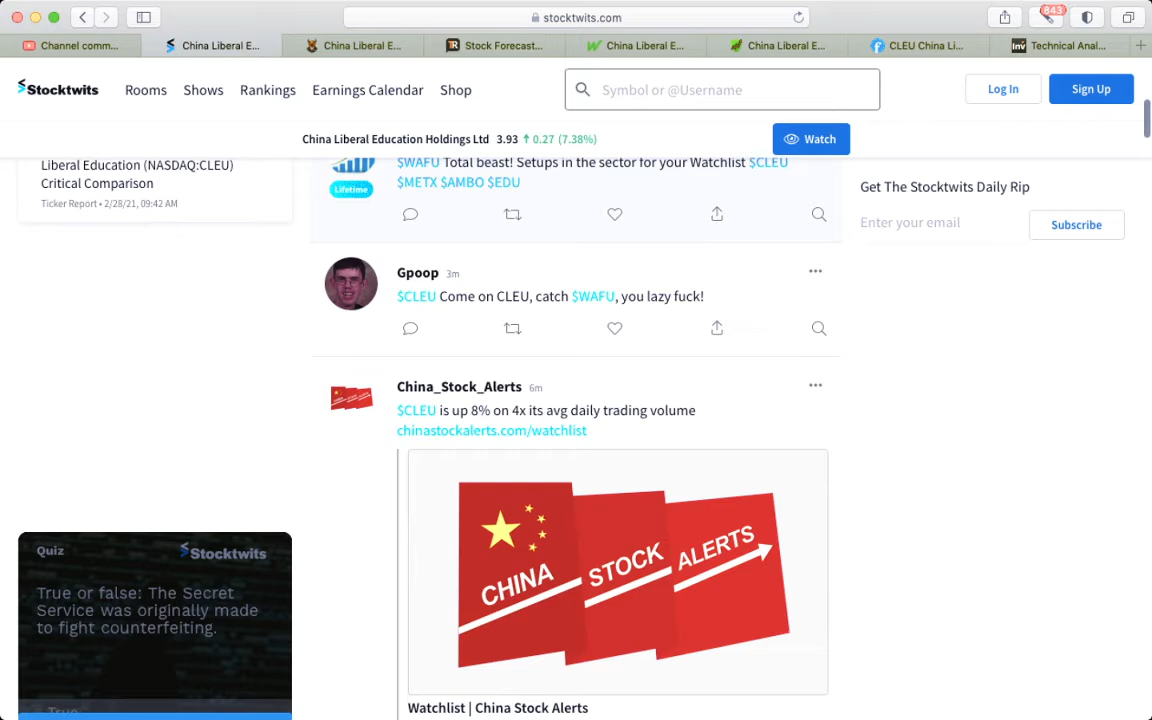 stocktwits.com
843
Channel comm...
China Liberal E...
China Liberal E...
Stock Forecast...
China Liberal E...
China Liberal E...
CLEU China Li...
Technical Anal...
Stocktwits
Rooms
Shows
Rankings
Earnings Calendar
Shop
Symbol or @Username
Log In
Sign Up
China Liberal Education Holdings Ltd 3.93 ↑ 0.27 (7.38%)
Watch
Liberal Education (NASDAQ:CLEU)
Critical Comparison
Ticker Report • 2/28/21, 09:42 AM
Lifetime
$WAFU Total beast! Setups in the sector for your Watchlist $CLEU
$METX $AMBO $EDU
Get The Stocktwits Daily Rip
Enter your email
Subscribe
Gpoop 3m
$CLEU Come on CLEU, catch $WAFU, you lazy fuck!
China_Stock_Alerts 6m
$CLEU is up 8% on 4x its avg daily trading volume
chinastockalerts.com/watchlist
CHINA STOCK ALERTS
Watchlist | China Stock Alerts
Quiz
Stocktwits
True or false: The Secret
Service was originally made
to fight counterfeiting.
True